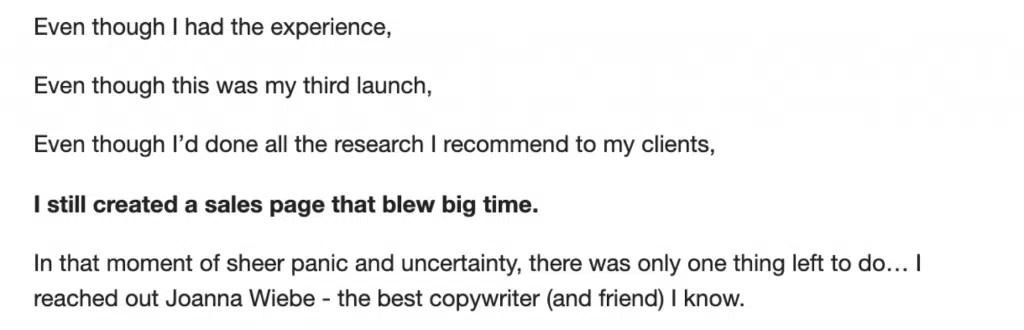 Even though I had the experience,
Even though this was my third launch,
Even though I’d done all the research I recommend to my clients,
I still created a sales page that blew big time.
In that moment of sheer panic and uncertainty, there was only one thing left to do… I
reached out Joanna Wiebe - the best copywriter (and friend) I know.